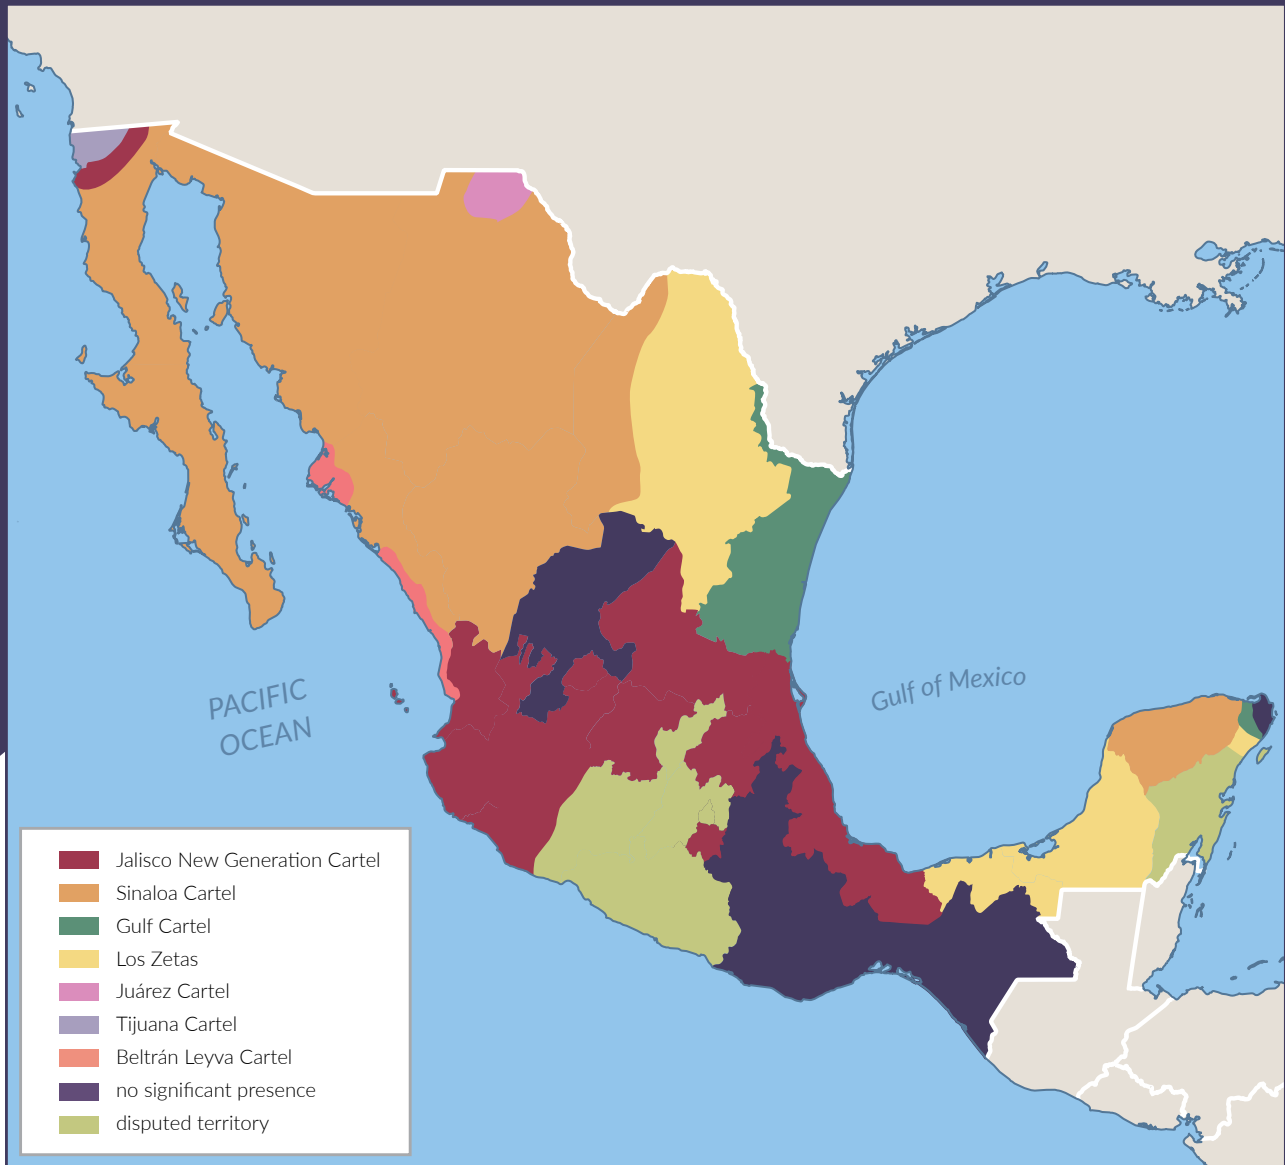 PACIFIC
OCEAN
Gulf of Mexico
Jalisco New Generation Cartel
Sinaloa Cartel
Gulf Cartel
Los Zetas
Juárez Cartel
Tijuana Cartel
Beltrán Leyva Cartel
no significant presence
disputed territory